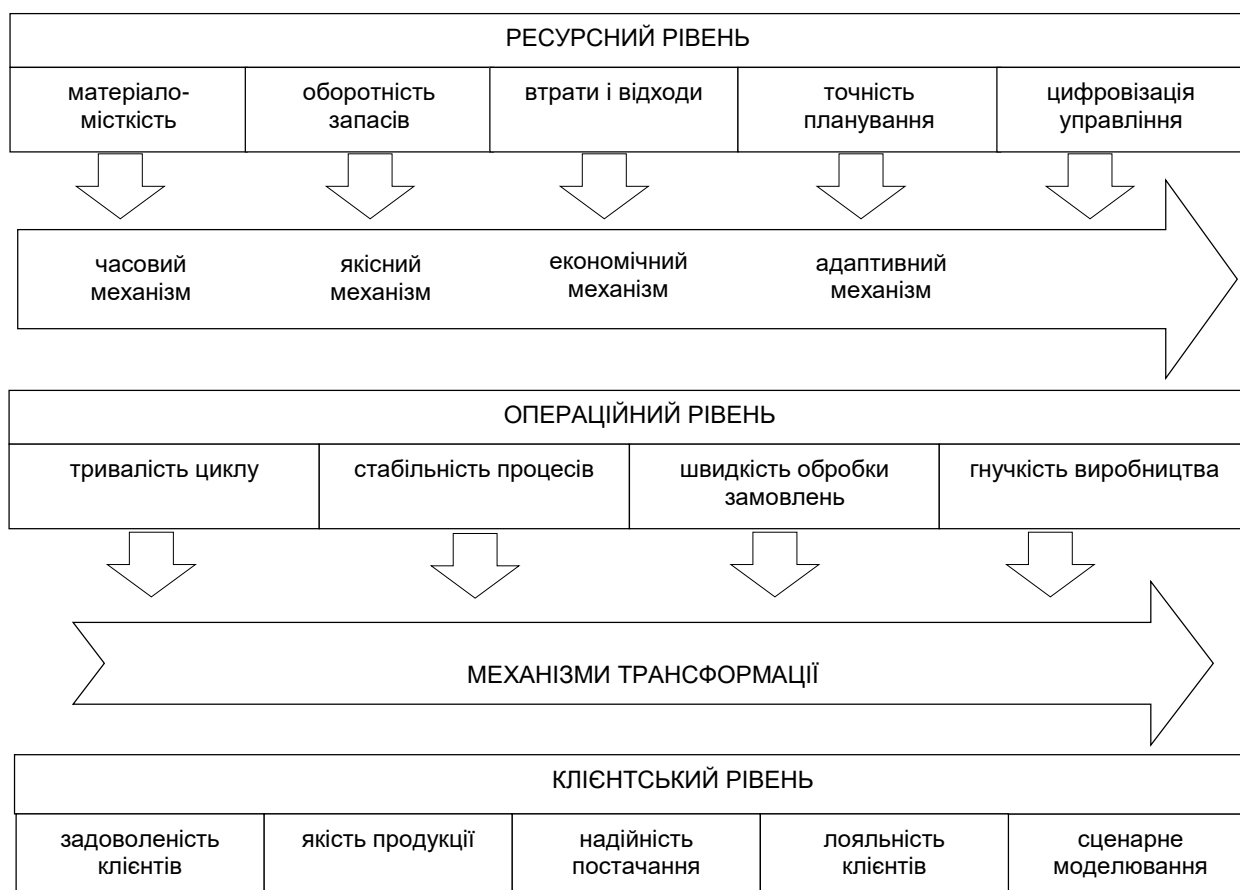 РЕСУРСНИЙ РІВЕНЬ
матеріало-
місткість
оборотність
запасів
втрати і відходи
точність
планування
цифровізація
управління
часовий
механізм
якісний
механізм
економічний
механізм
адаптивний
механізм
ОПЕРАЦІЙНИЙ РІВЕНЬ
тривалість циклу
стабільність процесів
швидкість обробки
замовлень
гнучкість виробництва
МЕХАНІЗМИ ТРАНСФОРМАЦІЇ
КЛІЄНТСЬКИЙ РІВЕНЬ
задоволеність
клієнтів
якість продукції
надійність
постачання
лояльність
клієнтів
сценарне
моделювання